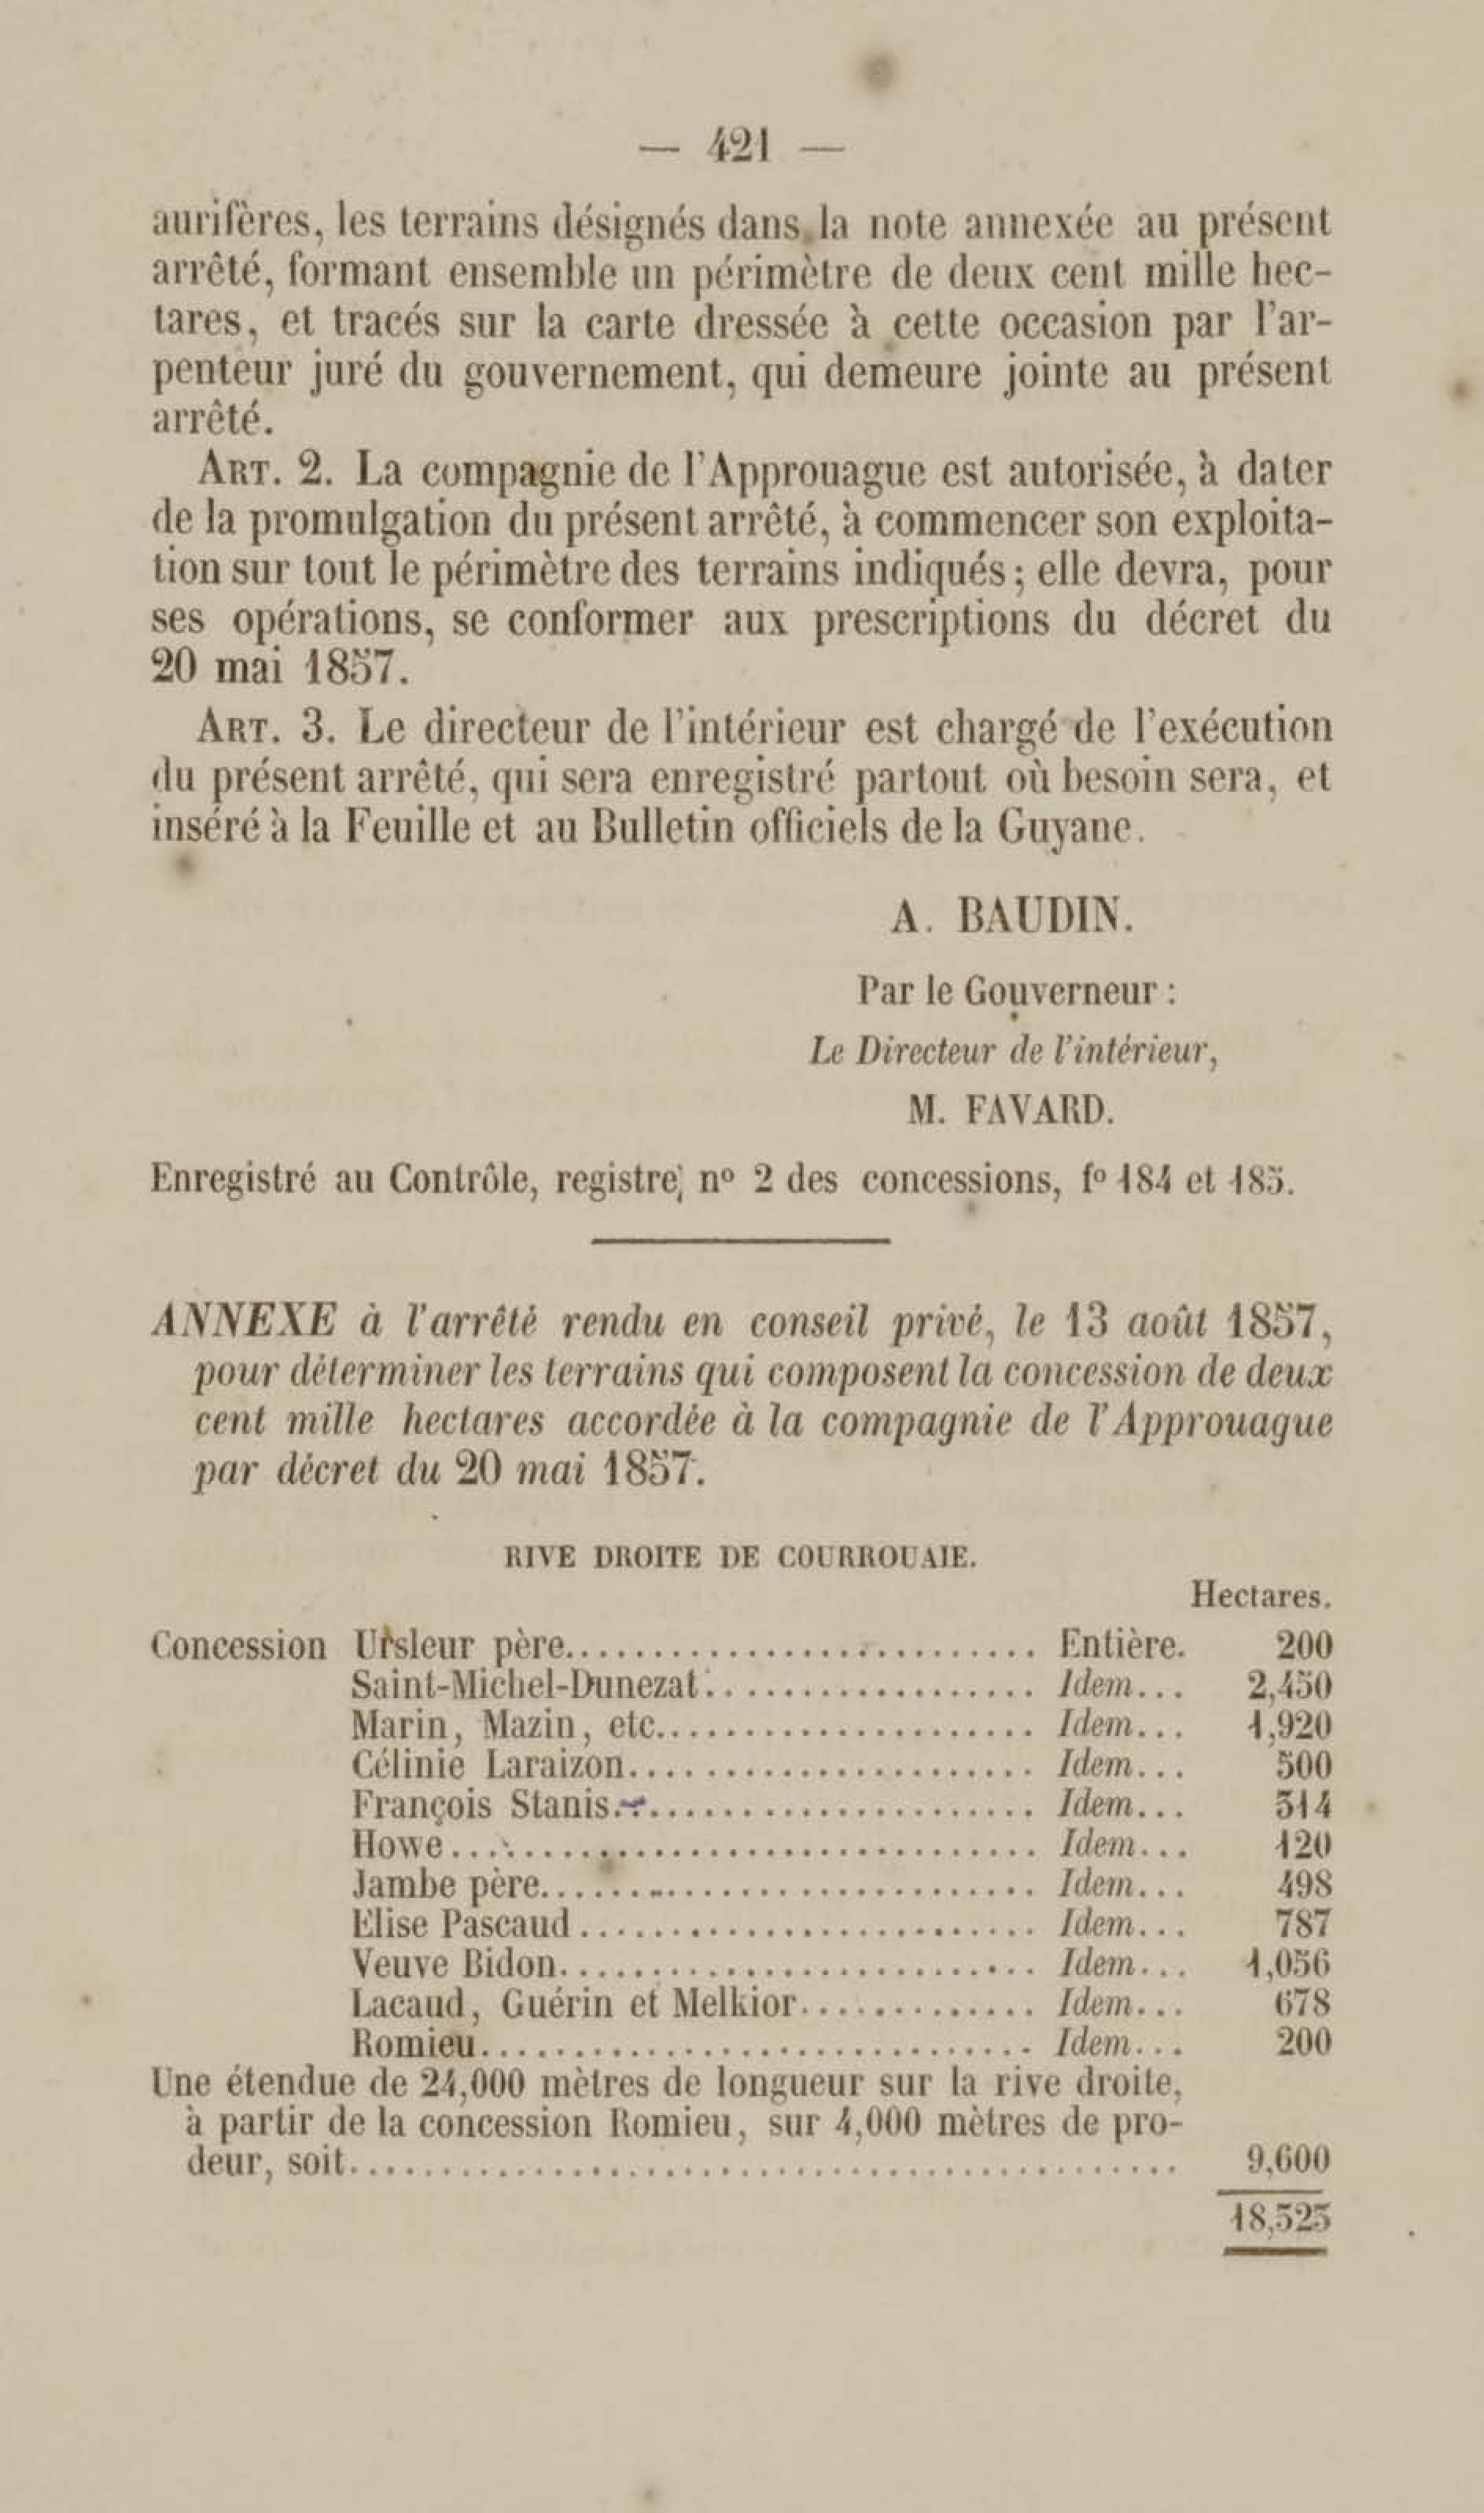 — 421 —
aurifères, les terrains désignés dans la note annexée au présent
arrêté, formant ensemble un périmètre de deux cent mille hec-
tares, et tracés sur la carte dressée à cette occasion par l'ar-
penteur juré du gouvernement, qui demeure jointe au présent
arrêté.
ART. 2. La compagnie de l'Approuague est autorisée, à dater
de la promulgation du présent arrêté, à commencer son exploita-
tion sur tout le périmètre des terrains indiqués; elle devra, pour
ses opérations, se conformer aux prescriptions du décret du
20 mai 1857.
ART. 3. Le directeur de l'intérieur est chargé de l'exécution
du présent arrêté, qui sera enregistré partout où besoin sera, et
inséré à la Feuille et au Bulletin officiels de la Guyane.
A. BAUDIN.
Par le Gouverneur :
Le Directeur de l'intérieur,
M. FAVARD.
Enregistré au Contrôle, registre, nº 2 des concessions, fº 184 et 185.
ANNEXE à l'arrêté rendu en conseil privé, le 13 août 1857,
pour déterminer les terrains qui composent la concession de deux
cent mille hectares accordée à la compagnie de l'Approuague
par décret du 20 mai 1857.
RIVE DROITE DE COURROUAIE.
Hectares.
Concession Ursleur père.......................... Entière. 200
Saint-Michel-Dunezat.................. Idem... 2,450
Marin, Mazin, etc..................... Idem... 1,920
Célinie Laraizon...................... Idem... 500
François Stanis....................... Idem... 514
Howe.................................. Idem... 120
Jambe père............................ Idem... 498
Elise Pascaud......................... Idem... 787
Veuve Bidon........................... Idem... 1,056
Lacaud, Guérin et Melkior............. Idem... 678
Romieu................................ Idem... 200
Une étendue de 24,000 mètres de longueur sur la rive droite,
à partir de la concession Romieu, sur 4,000 mètres de pro-
deur, soit.............................................. 9,600
18,523